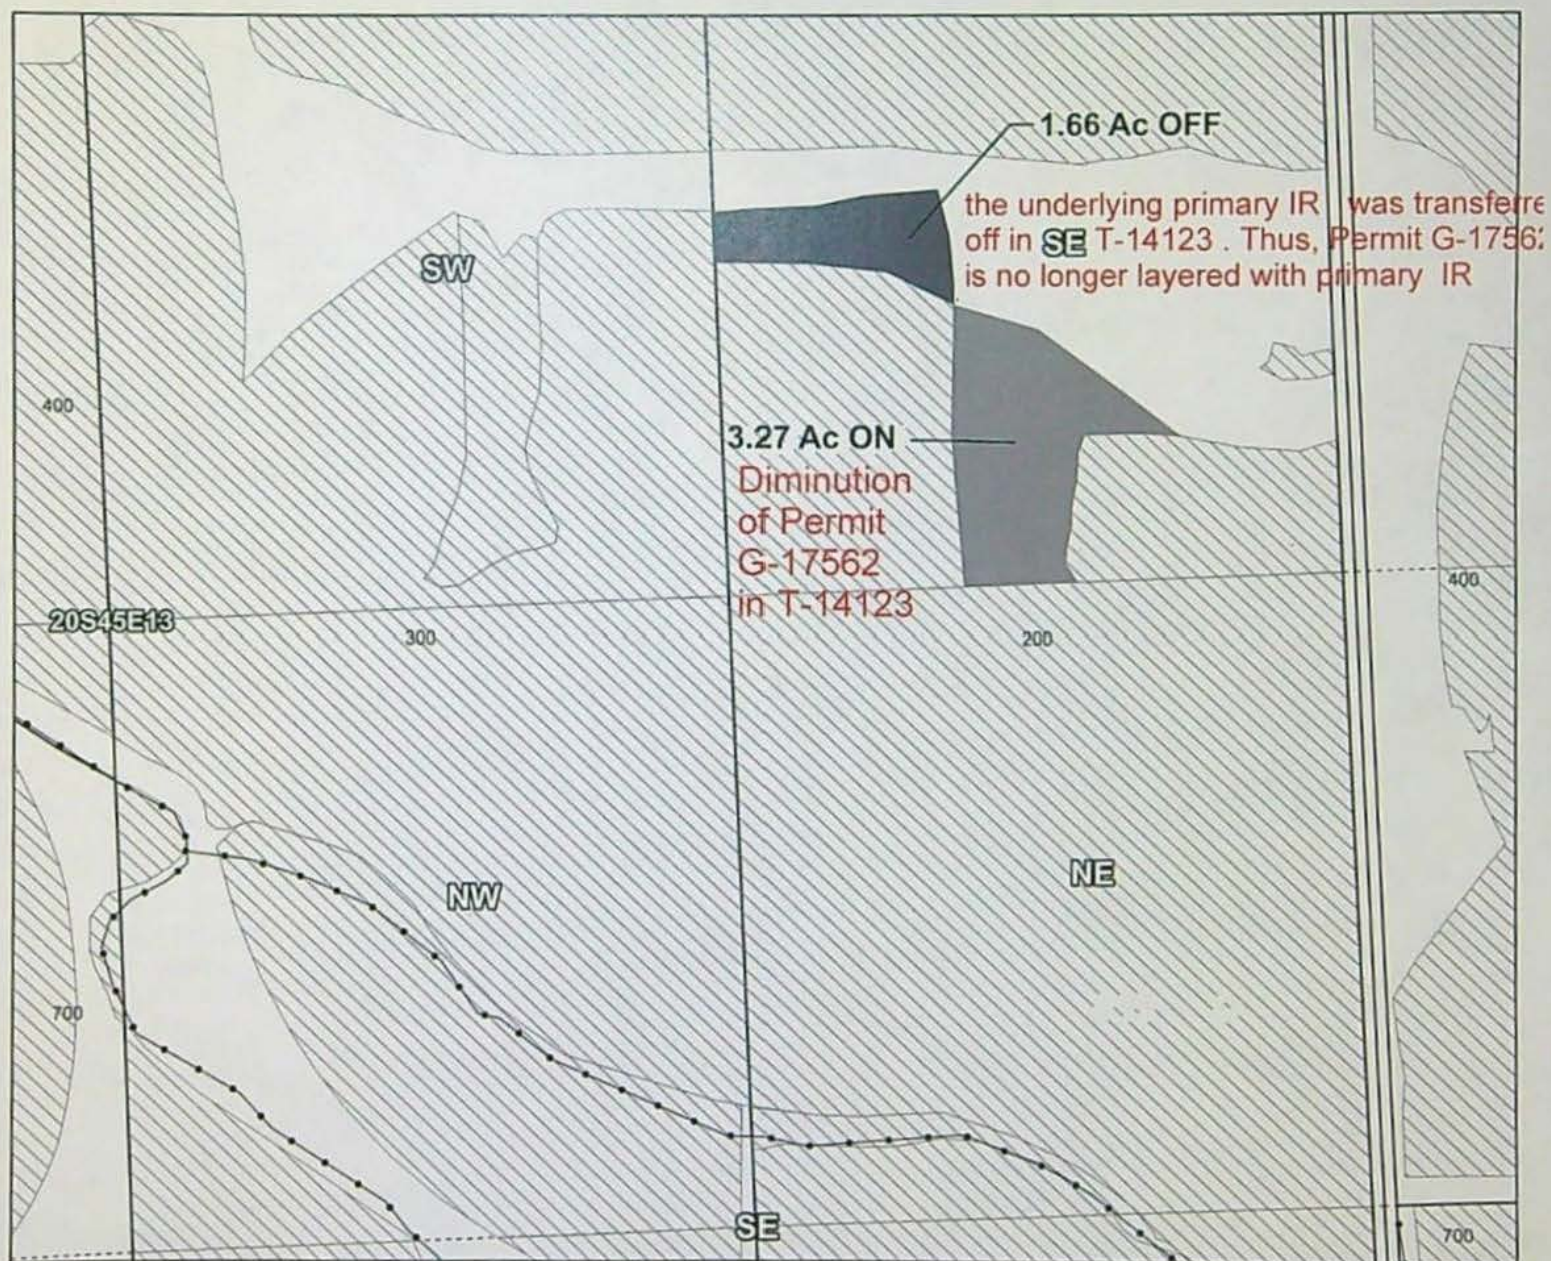 1.66 Ac OFF
the underlying primary IR was transferre
off in SE T-14123 . Thus, Permit G-1756
is no longer layered with primary IR
SW
400
3.27 Ac ON
Diminution
of Permit
G-17562
in T-14123
400
20S45E13
300
200
NE
NW
700
SE
700